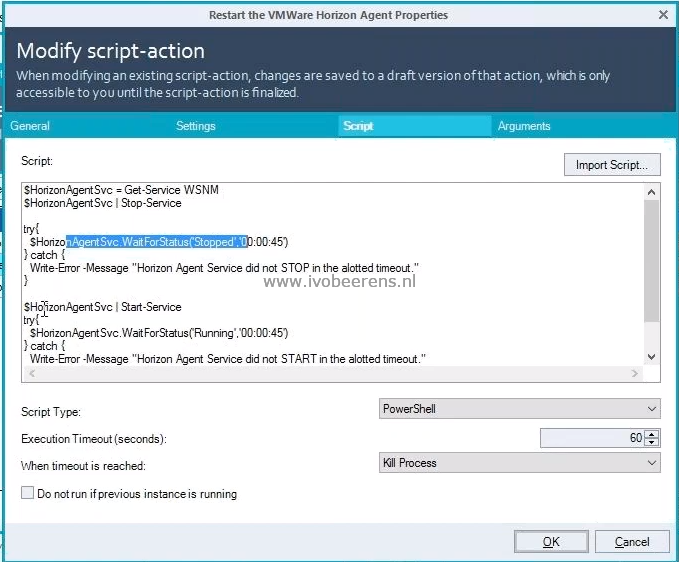 Restart the VMWare Horizon Agent Properties
Modify script-action
When modifying an existing script-action, changes are saved to a draft version of that action, which is only
accessible to you until the script-action is finalized.
General Settings Script Arguments
Script:
Import Script...
$HorizonAgentSvc = Get-Service WSNM
$HorizonAgentSvc | Stop-Service
try{
$HorizonAgentSvc.WaitForStatus('Stopped','00:00:45')
} catch {
Write-Error -Message "Horizon Agent Service did not STOP in the alotted timeout."
}
www.ivobeerens.nl
$HorizonAgentSvc | Start-Service
try{
$HorizonAgentSvc.WaitForStatus('Running','00:00:45')
} catch {
Write-Error -Message "Horizon Agent Service did not START in the alotted timeout."
Script Type: PowerShell
Execution Timeout (seconds): 60
When timeout is reached: Kill Process
Do not run if previous instance is running
OK Cancel